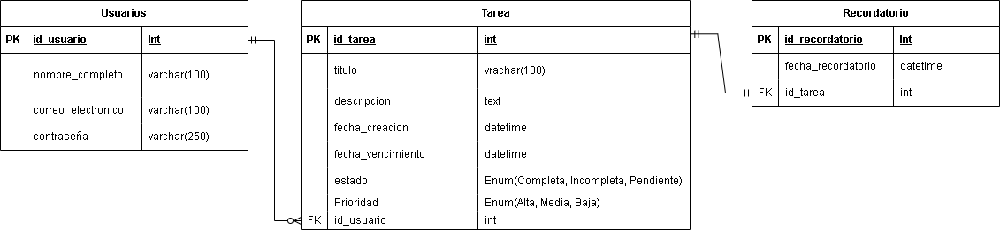 Usuarios
PK id_usuario Int
nombre_completo varchar(100)
correo_electronico varchar(100)
contraseña varchar(250)
Tarea
PK id_tarea int
titulo vrachar(100)
descripcion text
fecha_creacion datetime
fecha_vencimiento datetime
estado Enum(Completa, Incompleta, Pendiente)
Prioridad Enum(Alta, Media, Baja)
FK id_usuario int
Recordatorio
PK id_recordatorio Int
fecha_recordatorio datetime
FK id_tarea int